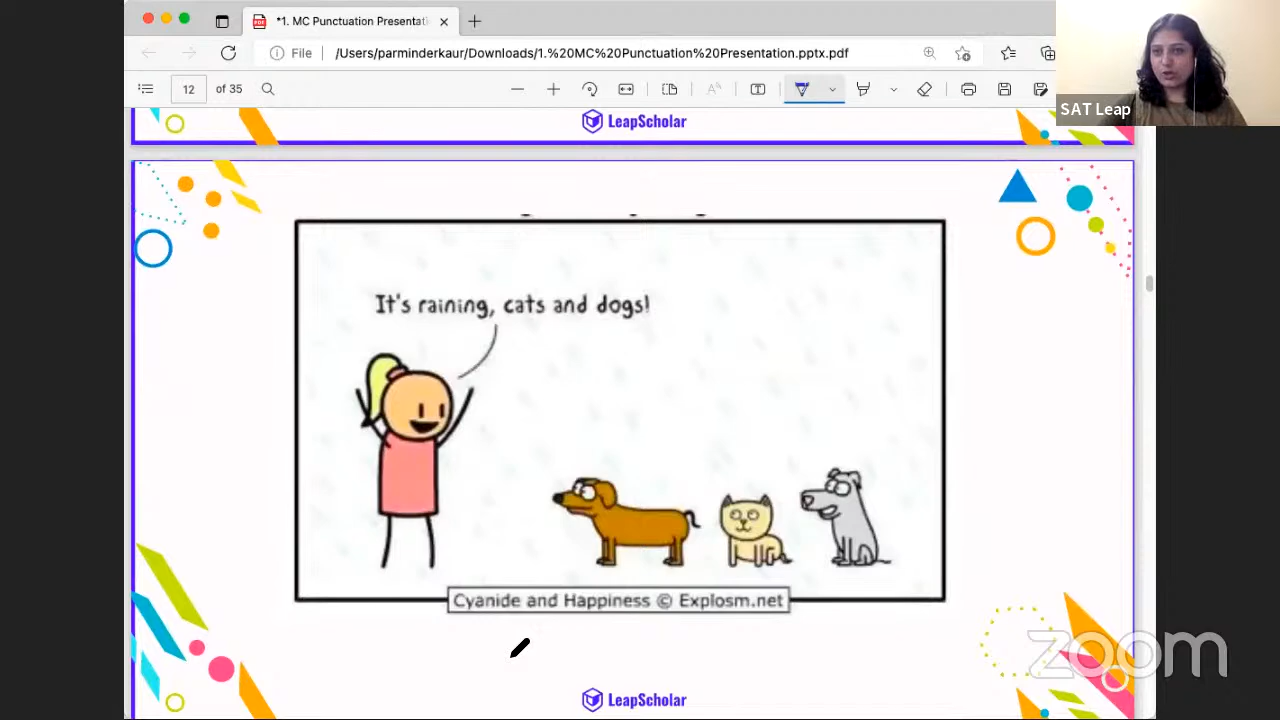 *1. MC Punctuation Presentati
File
/Users/parminderkaur/Downloads/1.%20MC%20Punctuation%20Presentation.pptx.pdf
12 of 35
SAT Leap
LeapScholar
It's raining, cats and dogs!
Cyanide and Happiness © Explosm.net
zoom
LeapScholar